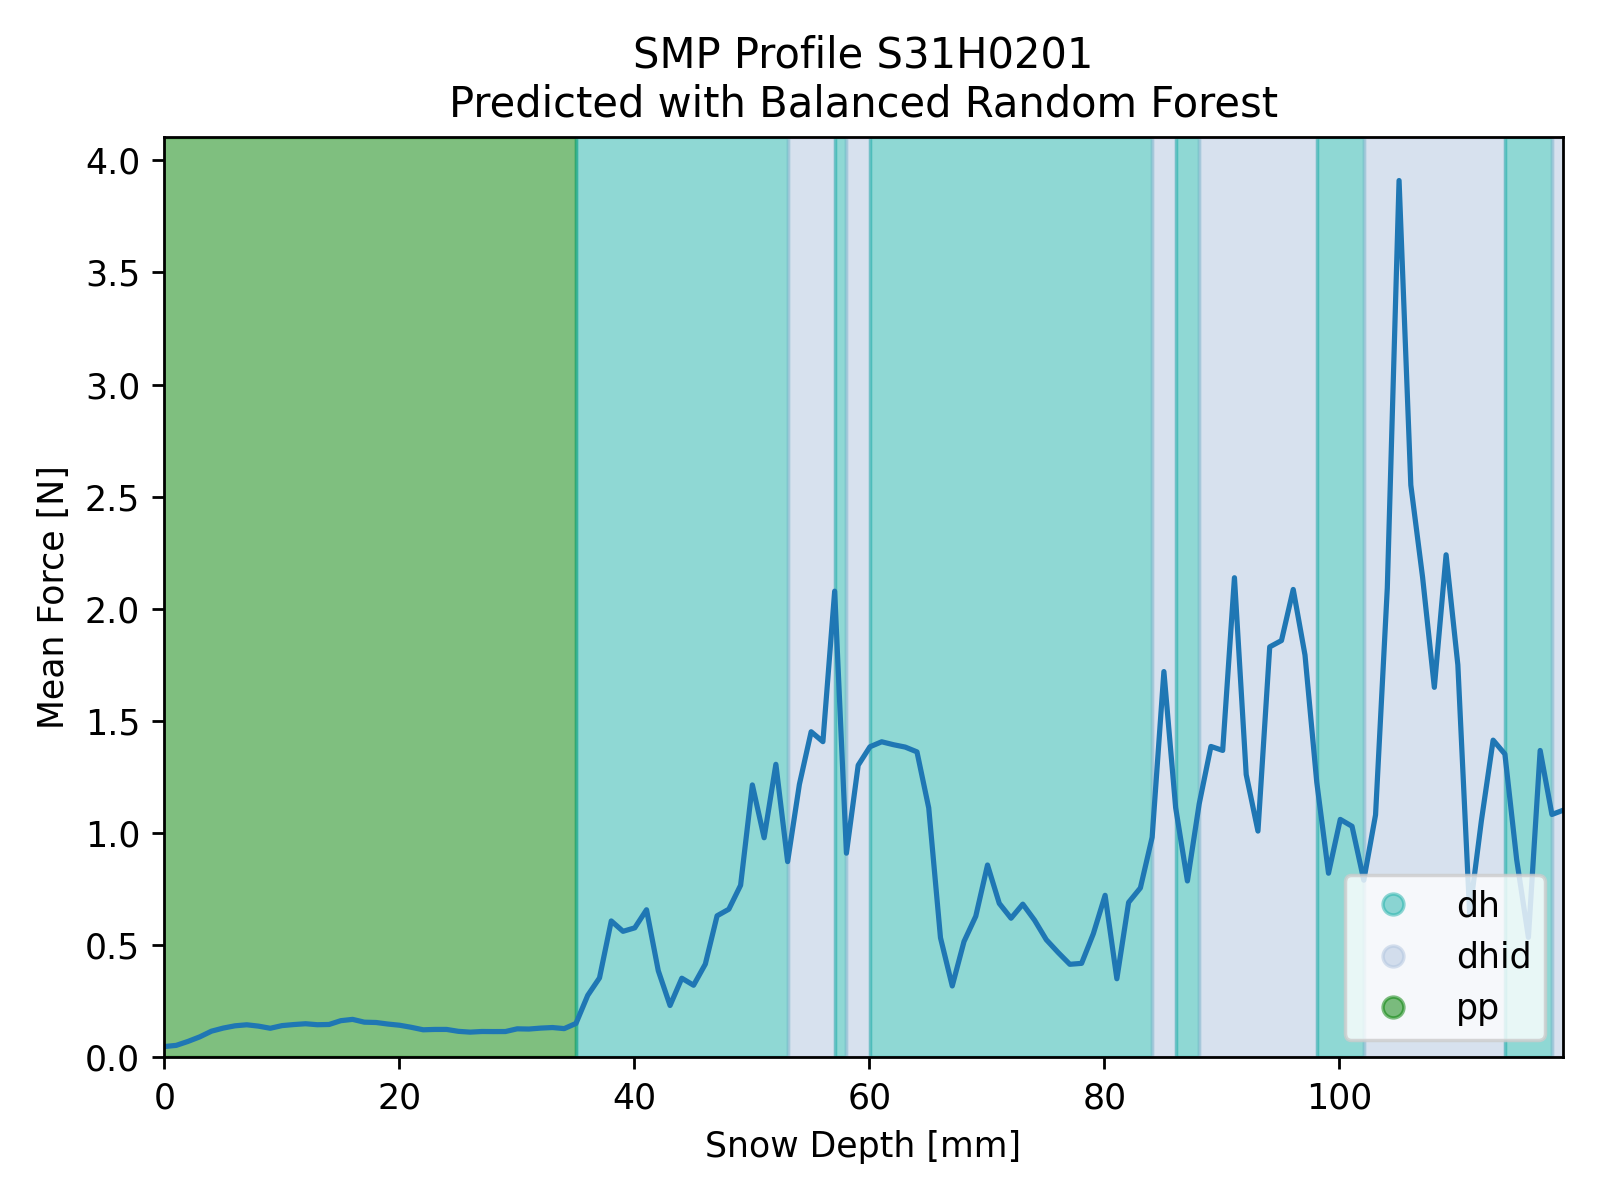 SMP Profile S31H0201
Predicted with Balanced Random Forest
4.0
3.5
3.0
2.5
2.0
1.5
1.0
0.5
0.0
Mean Force [N]
dh
dhid
pp
0 20 40 60 80 100
Snow Depth [mm]